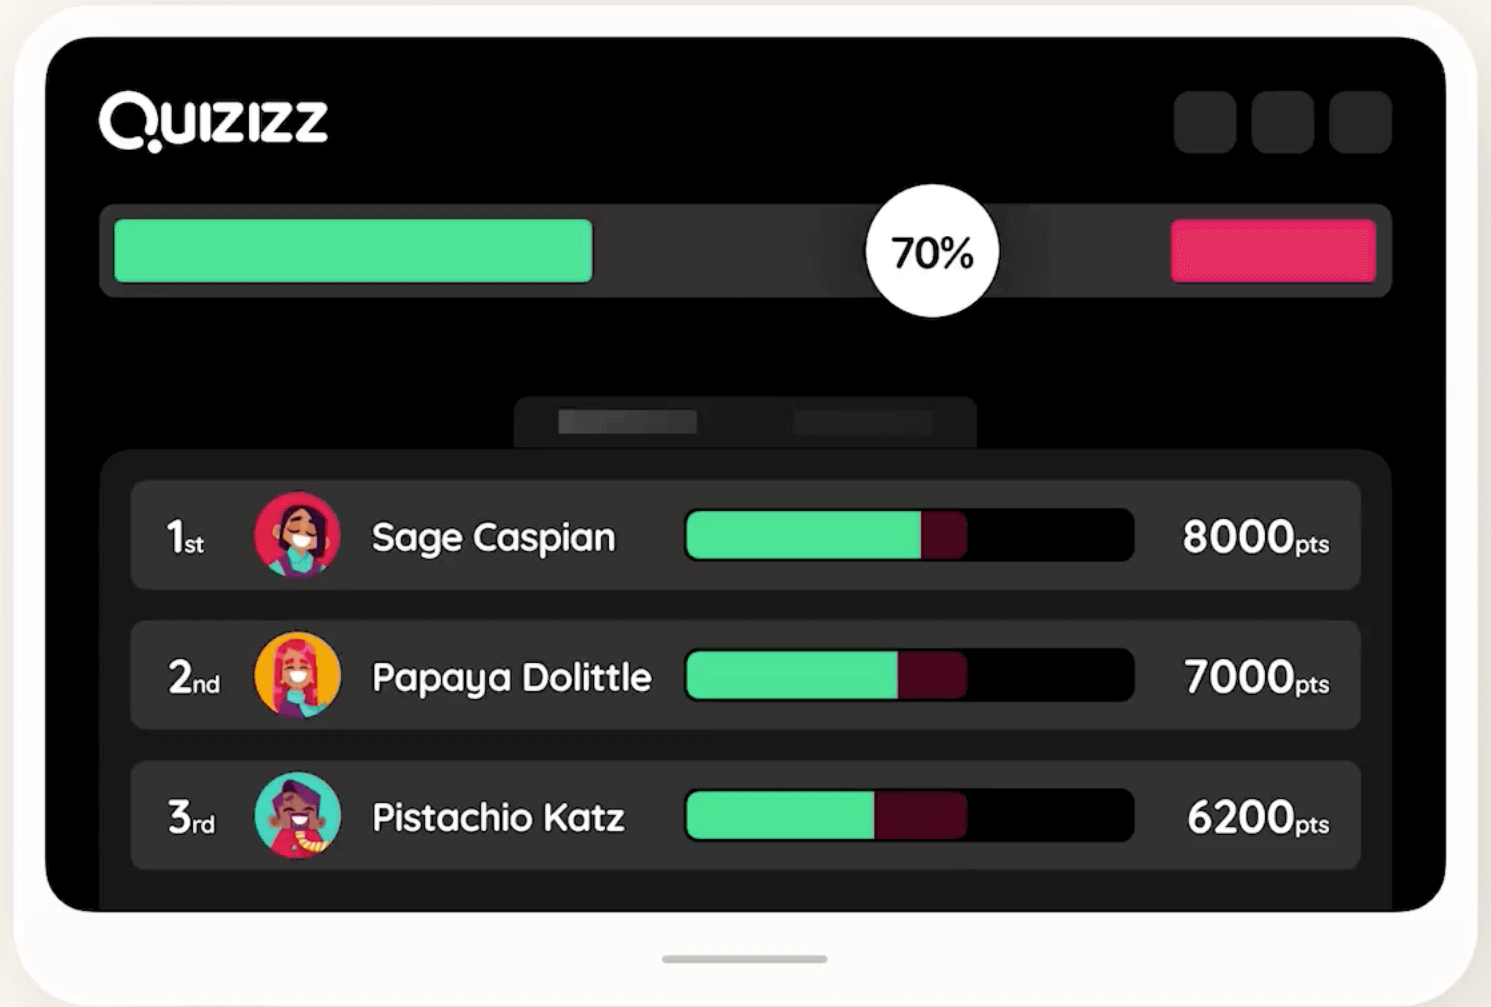 Quizizz
70%
1st Sage Caspian 8000pts
2nd Papaya Dolittle 7000pts
3rd Pistachio Katz 6200pts